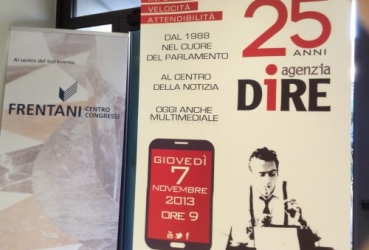 Al centro del tuo evento
FRENTANI CENTRO
CONGRESSI
VELOCITÀ
ATTENDIBILITÀ
DAL 1988
NEL CUORE
DEL PARLAMENTO
AL CENTRO
DELLA NOTIZIA
OGGI ANCHE
MULTIMEDIALE
25
ANNI
agenzia
DiRE
GIOVEDÌ
7
NOVEMBRE
2013
ORE 9